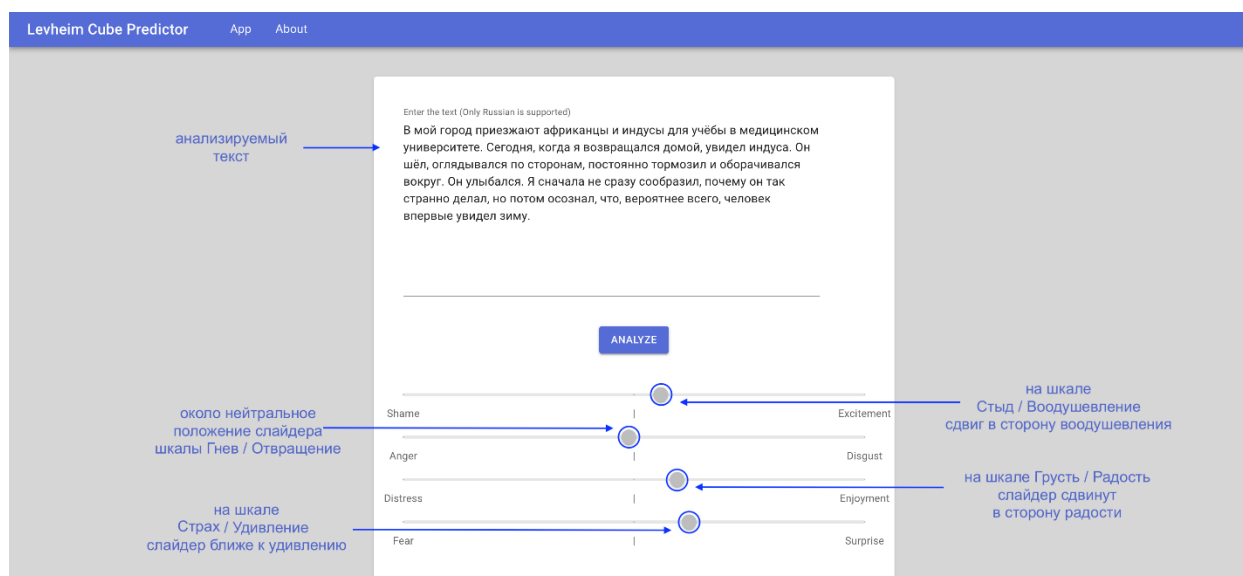 Levheim Cube Predictor App About
Enter the text (Only Russian is supported)
В мой город приезжают африканцы и индусы для учёбы в медицинском
университете. Сегодня, когда я возвращался домой, увидел индуса. Он
шёл, оглядывался по сторонам, постоянно тормозил и оборачивался
вокруг. Он улыбался. Я сначала не сразу сообразил, почему он так
странно делал, но потом осознал, что, вероятнее всего, человек
впервые увидел зиму.
анализируемый
текст
ANALYZE
Shame | Excitement
Anger | Disgust
Distress | Enjoyment
Fear | Surprise
около нейтральное
положение слайдера
шкалы Гнев / Отвращение
на шкале
Страх / Удивление
слайдер ближе к удивлению
на шкале
Стыд / Воодушевление
сдвиг в сторону воодушевления
на шкале Грусть / Радость
слайдер сдвинут
в сторону радости